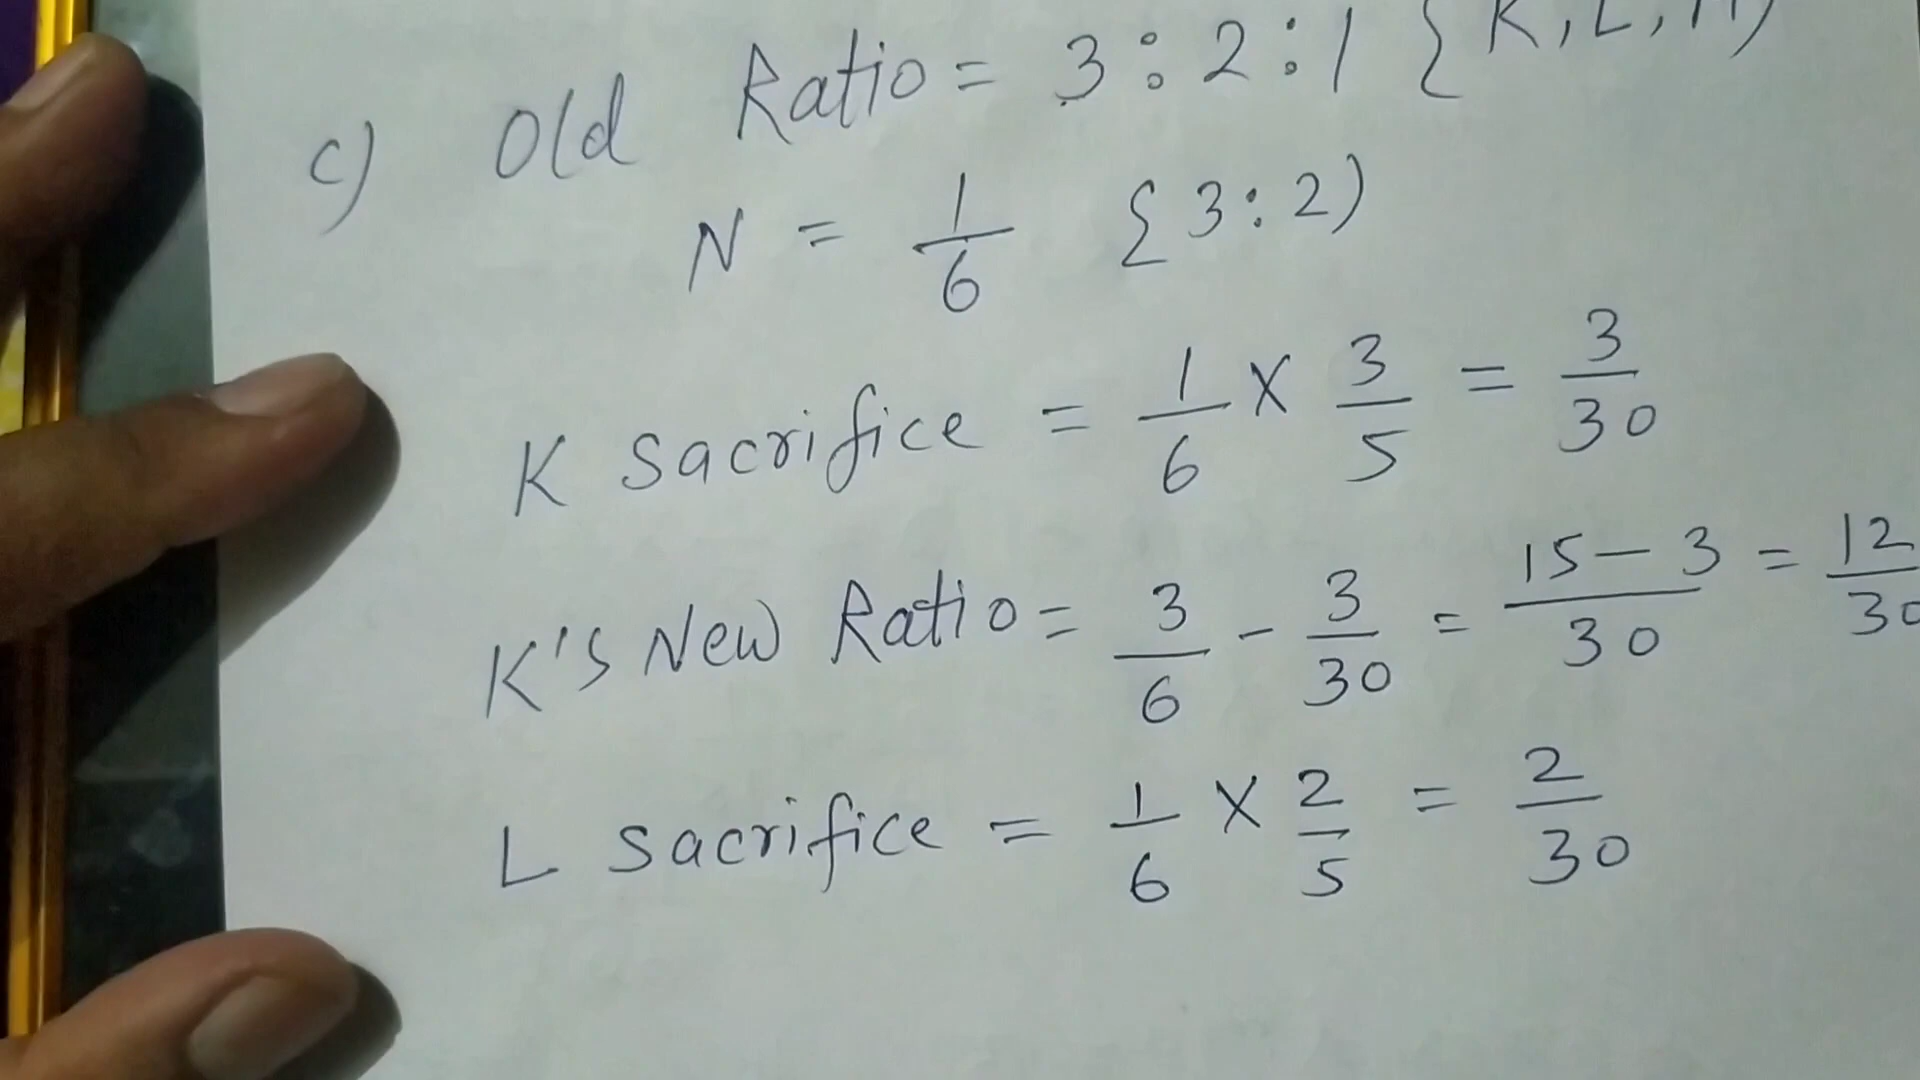 c) Old Ratio = 3 : 2 : 1 { K, L, M)
N = 1/6 { 3 : 2)
K Sacrifice = 1/6 X 3/5 = 3/30
K's New Ratio = 3/6 - 3/30 = 15 - 3/30 = 12/30
L Sacrifice = 1/6 X 2/5 = 2/30